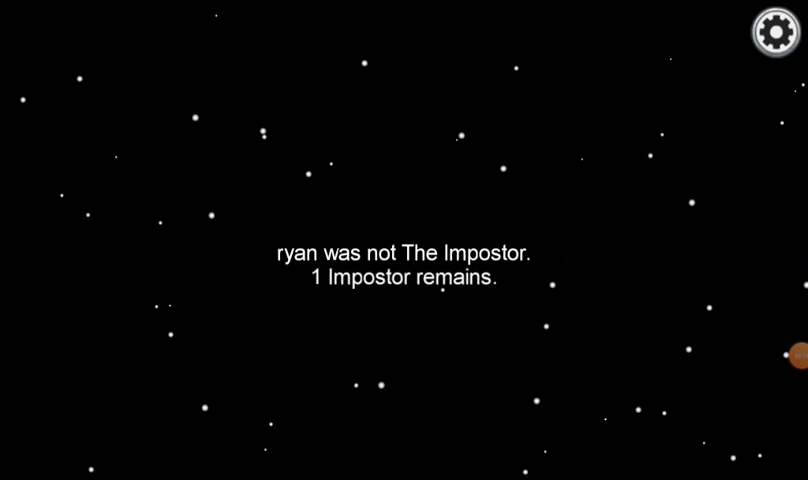 ryan was not The Impostor.
1 Impostor remains.